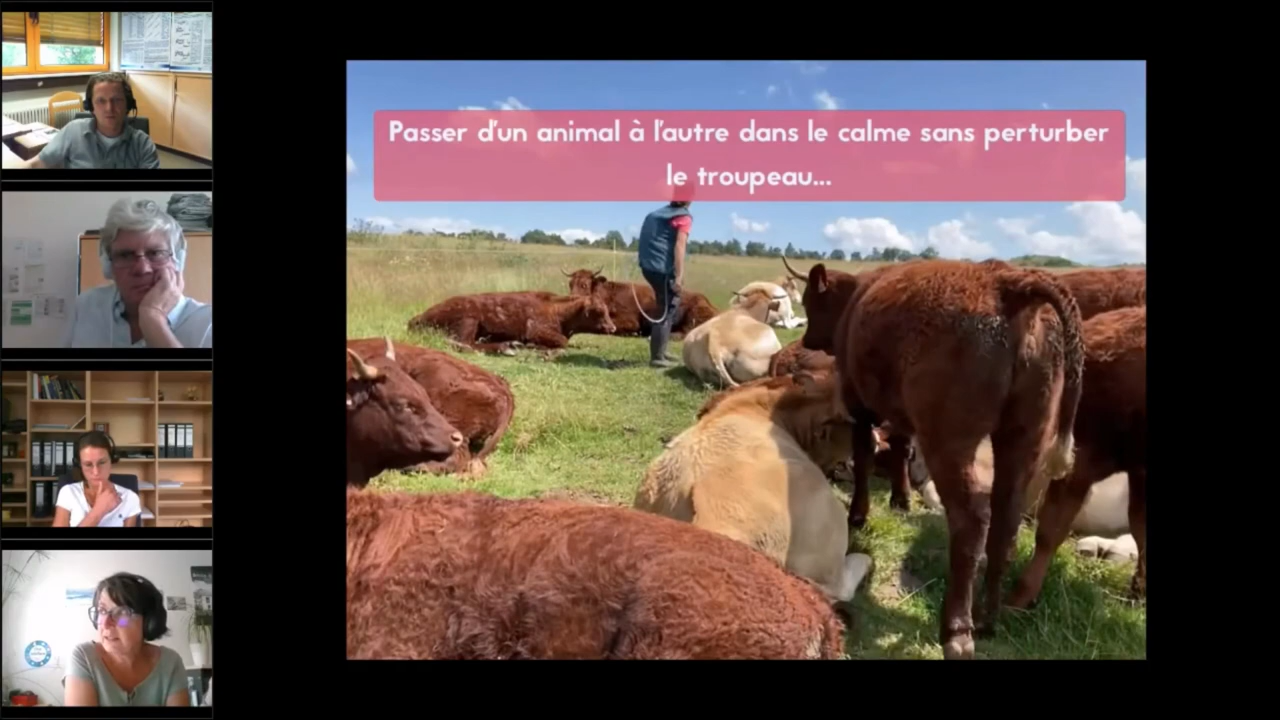 Passer d'un animal à l'autre dans le calme sans perturber
le troupeau...